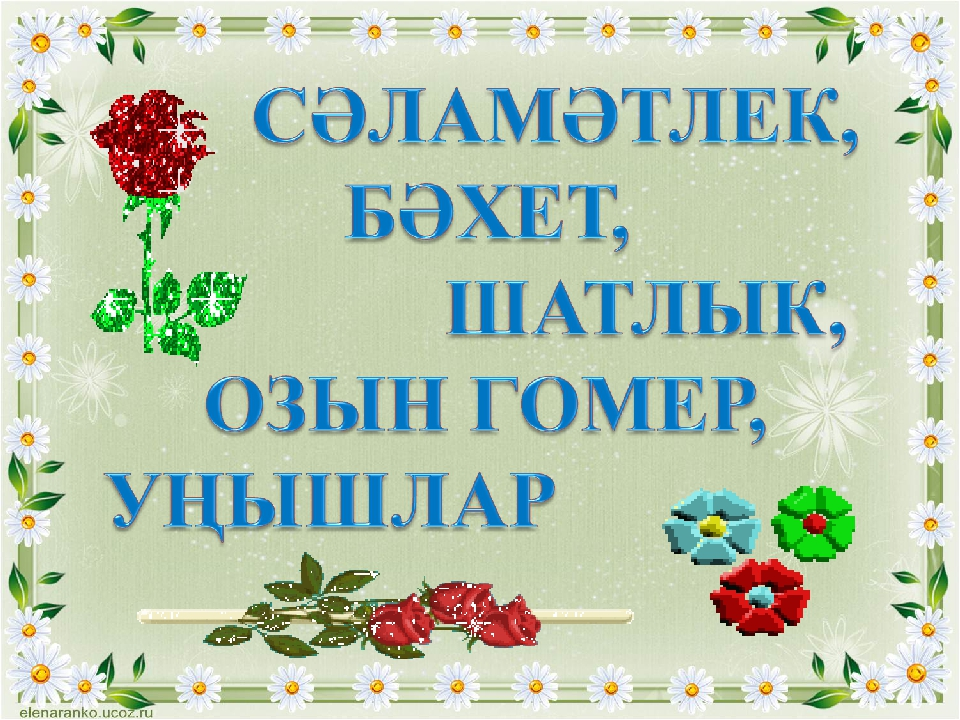 СӘЛАМӘТЛЕК,
БӘХЕТ,
ШАТЛЫК,
ОЗЫН ГОМЕР,
УҢЫШЛАР
elenaranko.ucoz.ru